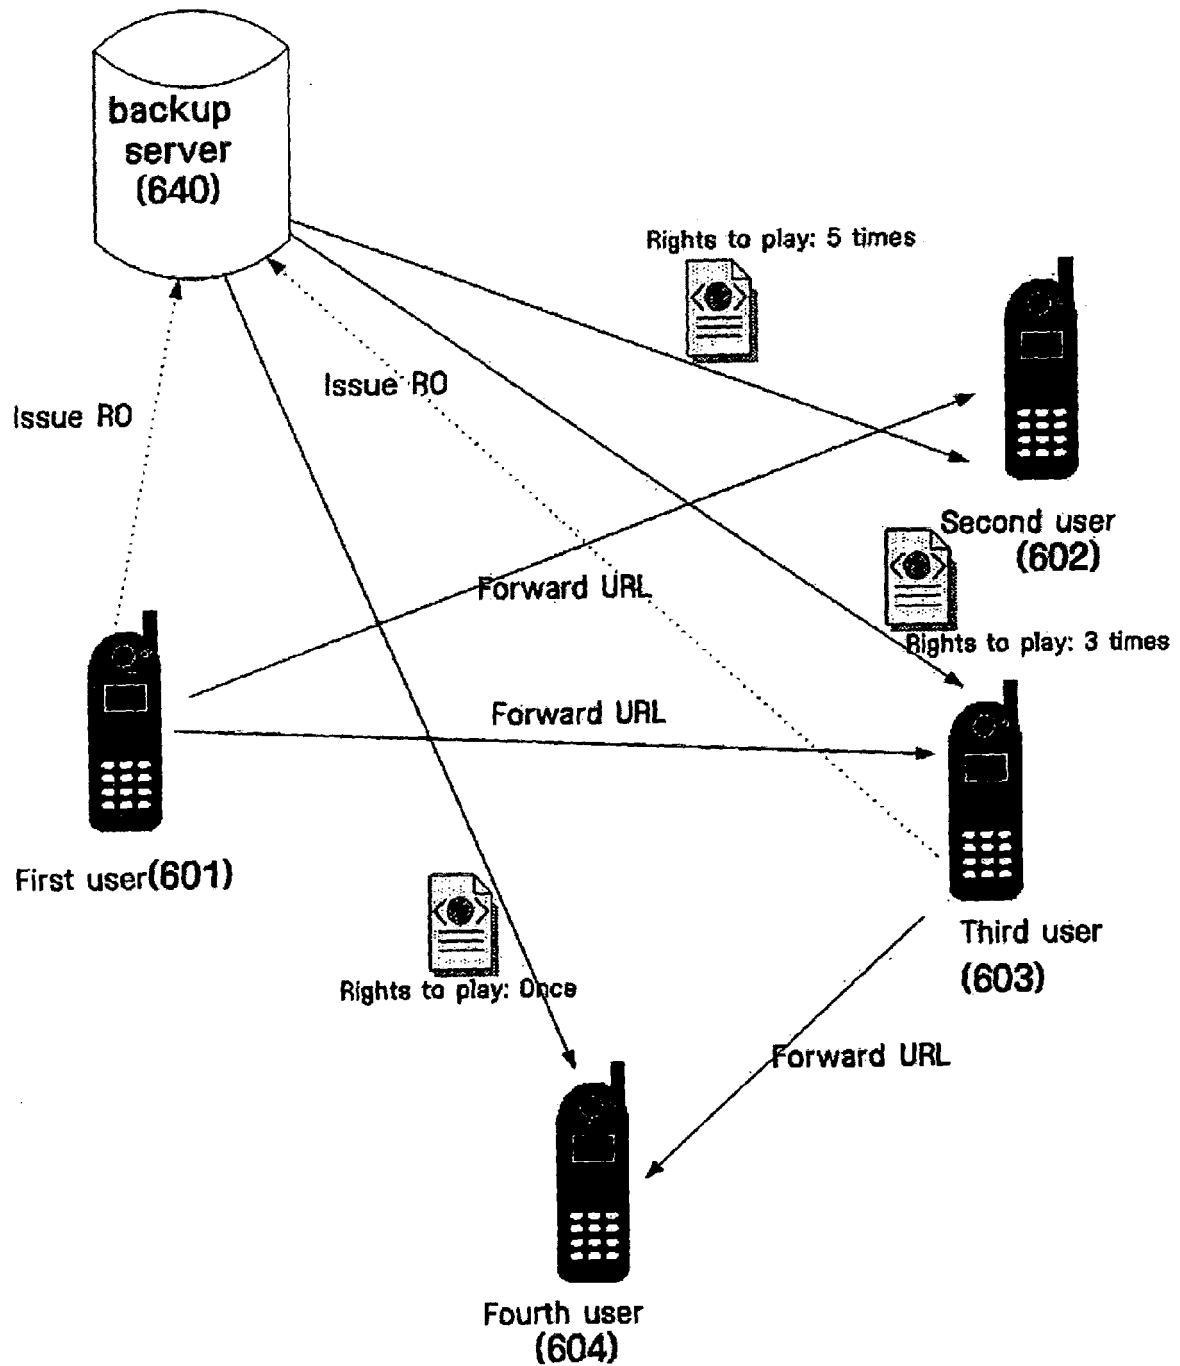 backup
server
(640)
Rights to play: 5 times
Issue RO
Issue RO
Second user
(602)
Forward URL
Rights to play: 3 times
Forward URL
First user(601)
Third user
(603)
Rights to play: Once
Forward URL
Fourth user
(604)